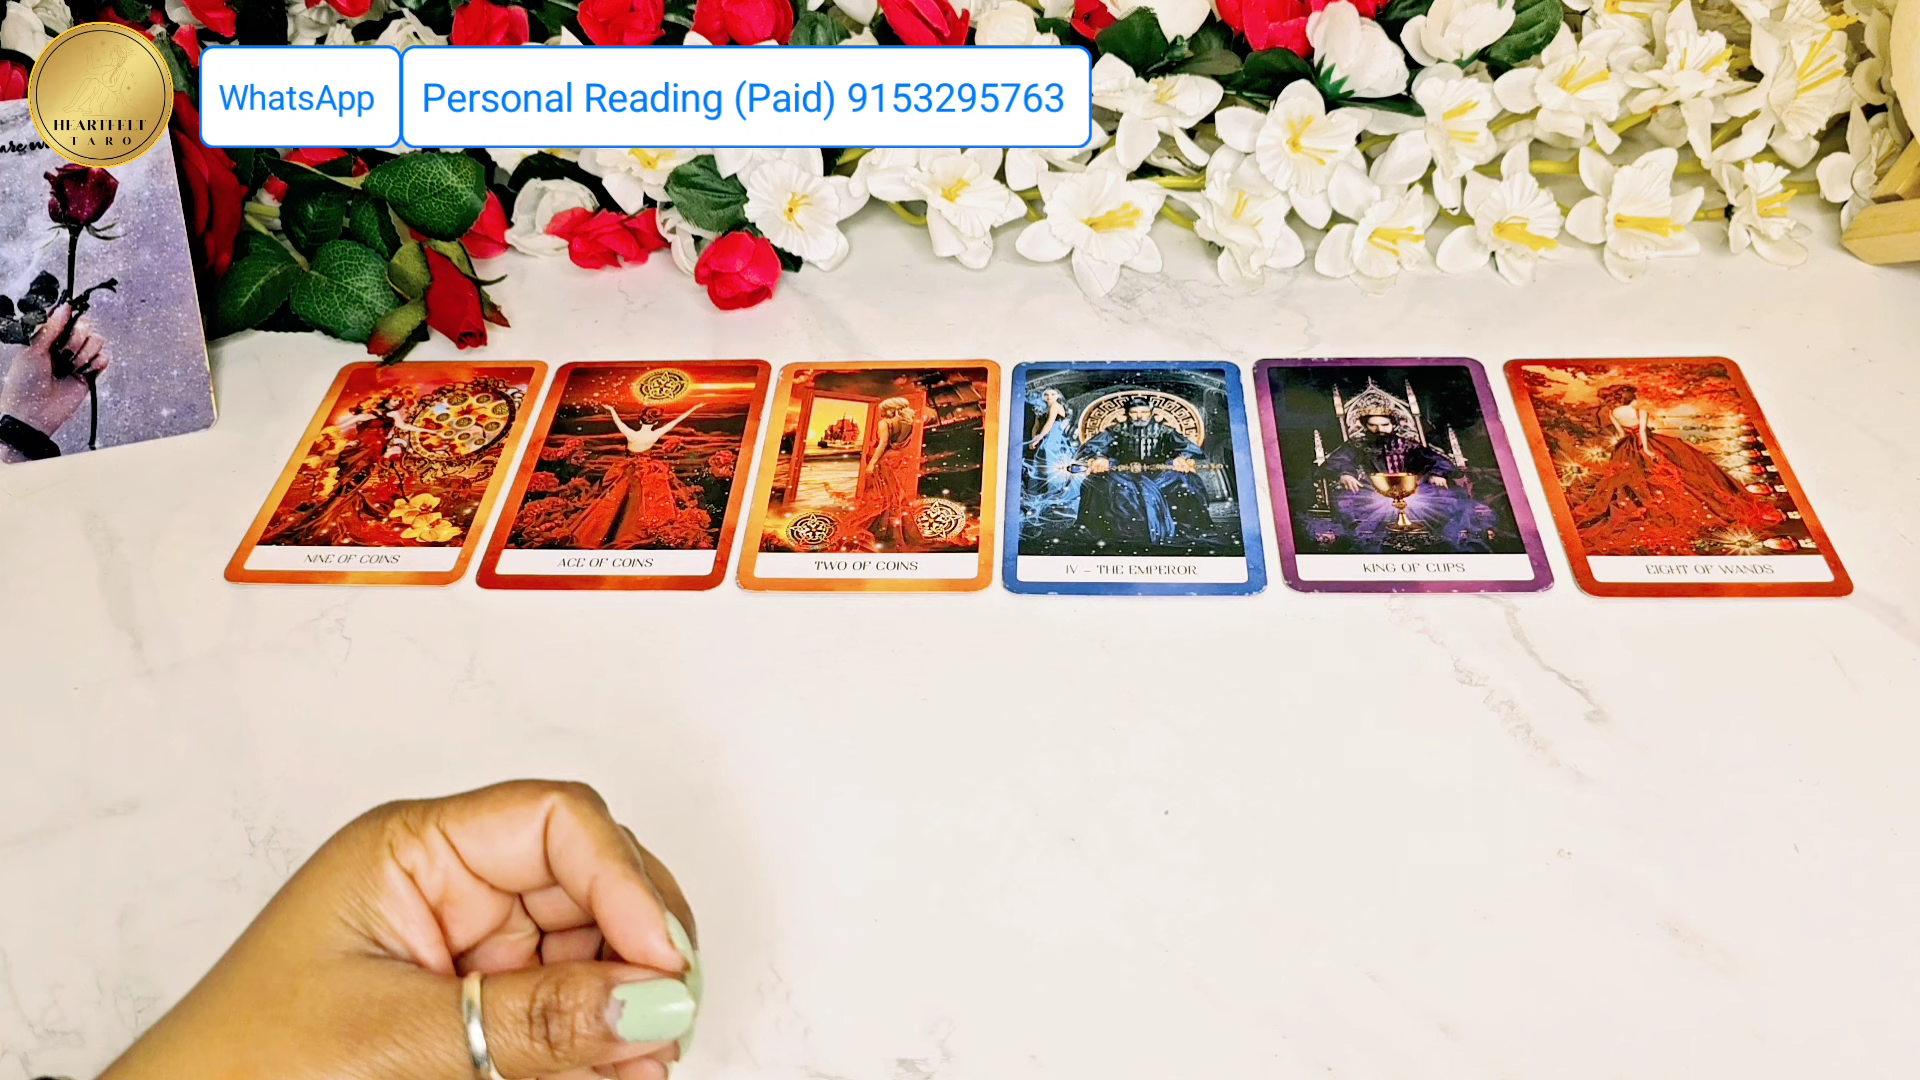 HEARTFELT
TARO
WhatsApp
Personal Reading (Paid) 9153295763
NINE OF COINS
ACE OF COINS
TWO OF COINS
IV – THE EMPEROR
KING OF CUPS
EIGHT OF WANDS